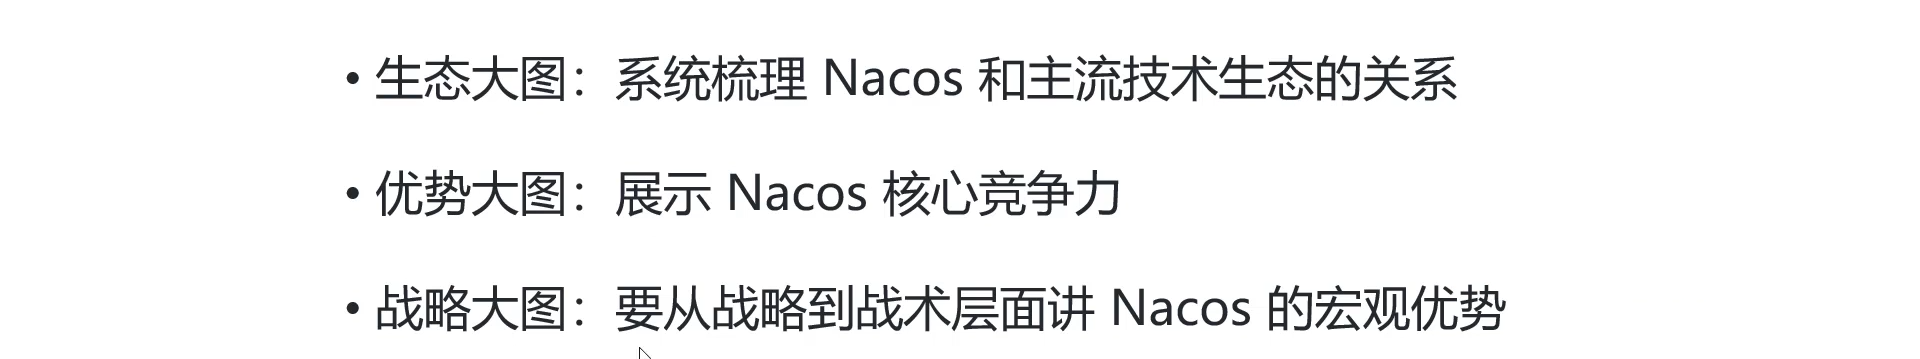 • 生态大图：系统梳理 Nacos 和主流技术生态的关系
• 优势大图：展示 Nacos 核心竞争力
• 战略大图：要从战略到战术层面讲 Nacos 的宏观优势